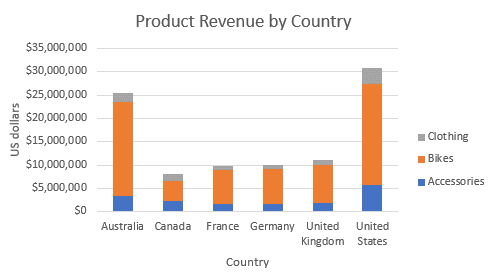 Product Revenue by Country
US dollars
$35,000,000
$30,000,000
$25,000,000
$20,000,000
$15,000,000
$10,000,000
$5,000,000
$0
Australia Canada France Germany United Kingdom United States
Country
Clothing
Bikes
Accessories